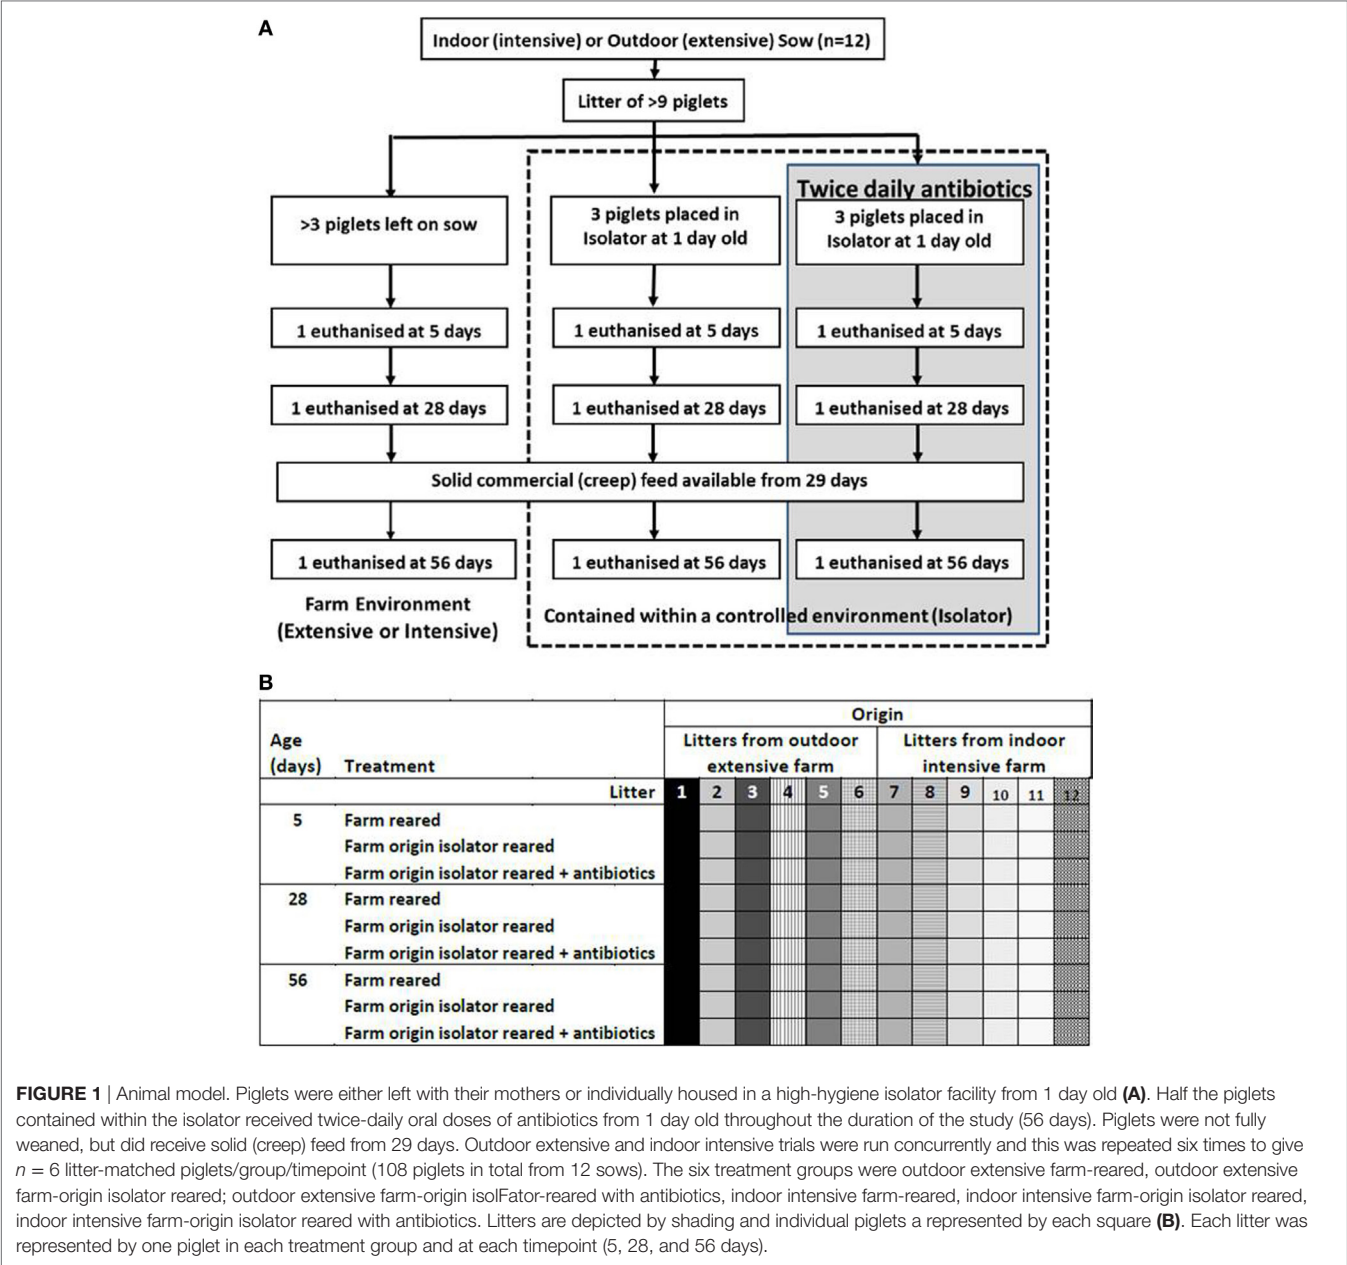 A
Indoor (intensive) or Outdoor (extensive) Sow (n=12)
Litter of >9 piglets
Twice daily antibiotics
>3 piglets left on sow
3 piglets placed in
Isolator at 1 day old
3 piglets placed in
Isolator at 1 day old
1 euthanised at 5 days
1 euthanised at 5 days
1 euthanised at 5 days
1 euthanised at 28 days
1 euthanised at 28 days
1 euthanised at 28 days
Solid commercial (creep) feed available from 29 days
1 euthanised at 56 days
1 euthanised at 56 days
1 euthanised at 56 days
Farm Environment
(Extensive or Intensive)
Contained within a controlled environment (Isolator)
B
Origin
Age
(days) Treatment
Litters from outdoor
extensive farm
Litters from indoor
intensive farm
Litter 1 2 3 4 5 6 7 8 9 10 11 12
5 Farm reared
Farm origin isolator reared
Farm origin isolator reared + antibiotics
28 Farm reared
Farm origin isolator reared
Farm origin isolator reared + antibiotics
56 Farm reared
Farm origin isolator reared
Farm origin isolator reared + antibiotics
FIGURE 1 | Animal model. Piglets were either left with their mothers or individually housed in a high-hygiene isolator facility from 1 day old (A). Half the piglets
contained within the isolator received twice-daily oral doses of antibiotics from 1 day old throughout the duration of the study (56 days). Piglets were not fully
weaned, but did receive solid (creep) feed from 29 days. Outdoor extensive and indoor intensive trials were run concurrently and this was repeated six times to give
n = 6 litter-matched piglets/group/timepoint (108 piglets in total from 12 sows). The six treatment groups were outdoor extensive farm-reared, outdoor extensive
farm-origin isolator reared; outdoor extensive farm-origin isolFator-reared with antibiotics, indoor intensive farm-reared, indoor intensive farm-origin isolator reared,
indoor intensive farm-origin isolator reared with antibiotics. Litters are depicted by shading and individual piglets a represented by each square (B). Each litter was
represented by one piglet in each treatment group and at each timepoint (5, 28, and 56 days).